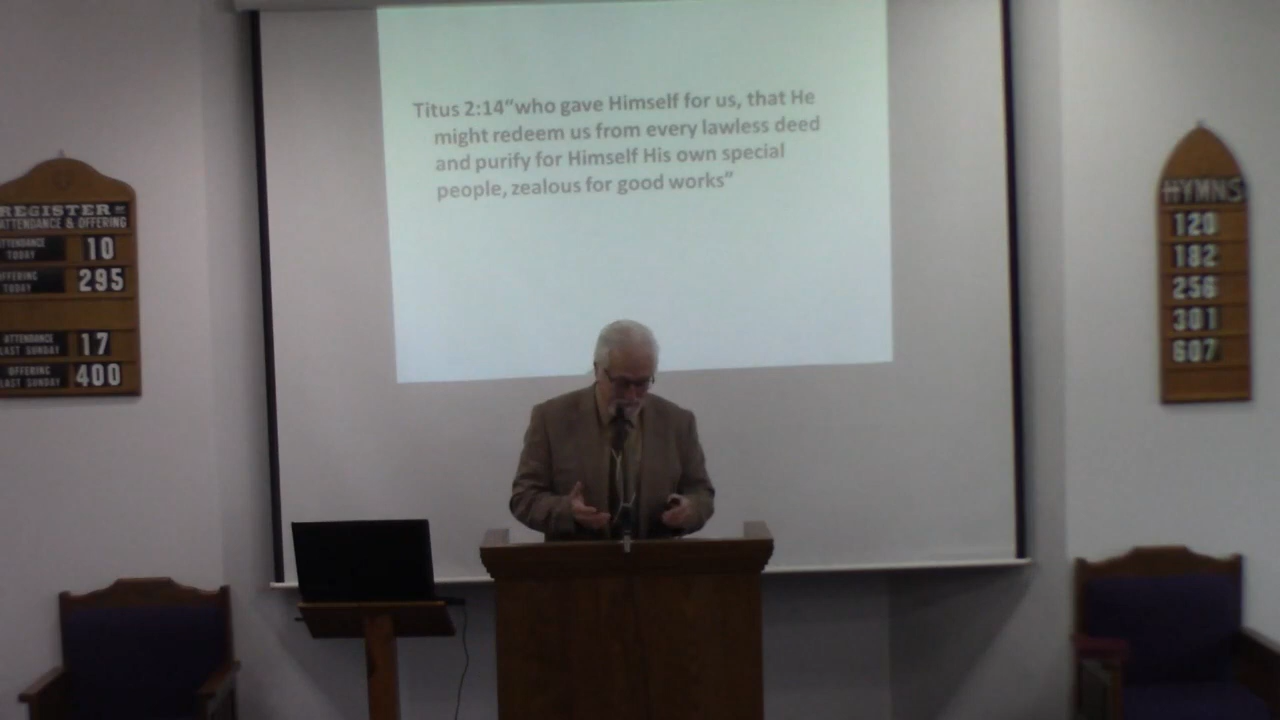 Titus 2:14“who gave Himself for us, that He
might redeem us from every lawless deed
and purify for Himself His own special
people, zealous for good works”
REGISTER OF
ATTENDANCE & OFFERING
ATTENDANCE
TODAY
10
OFFERING
TODAY
295
ATTENDANCE
LAST SUNDAY
17
OFFERING
LAST SUNDAY
400
HYMNS
120
182
256
301
607